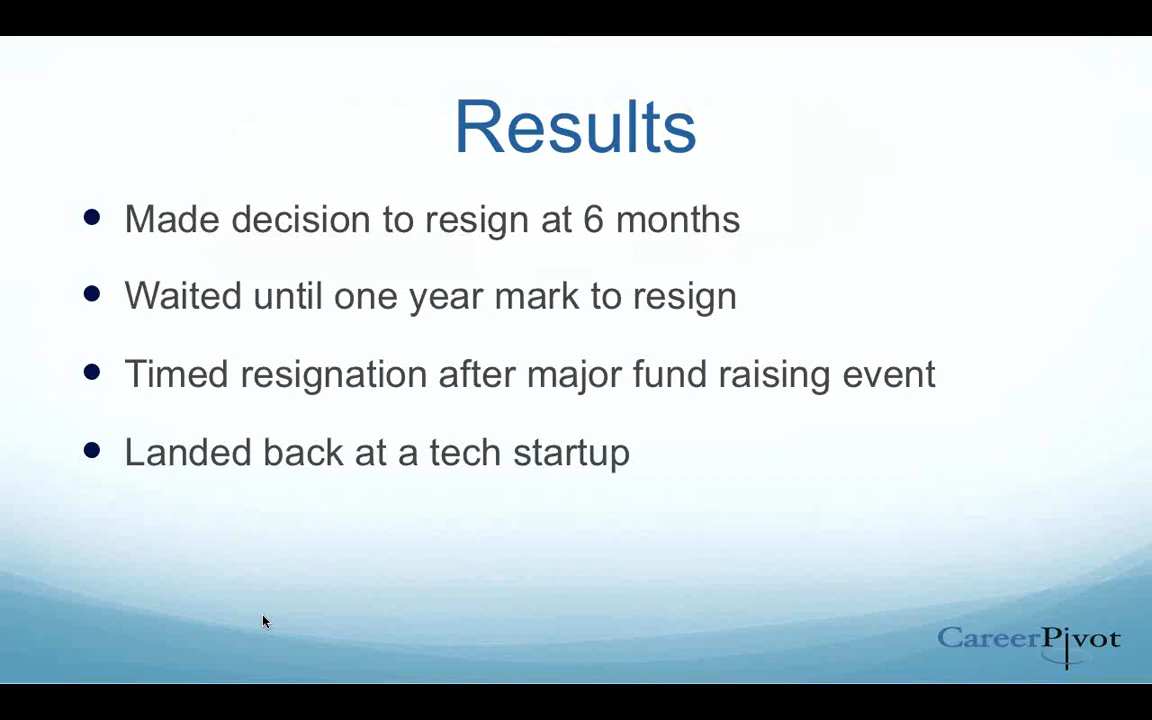 Results
Made decision to resign at 6 months
Waited until one year mark to resign
Timed resignation after major fund raising event
Landed back at a tech startup
CareerPivot